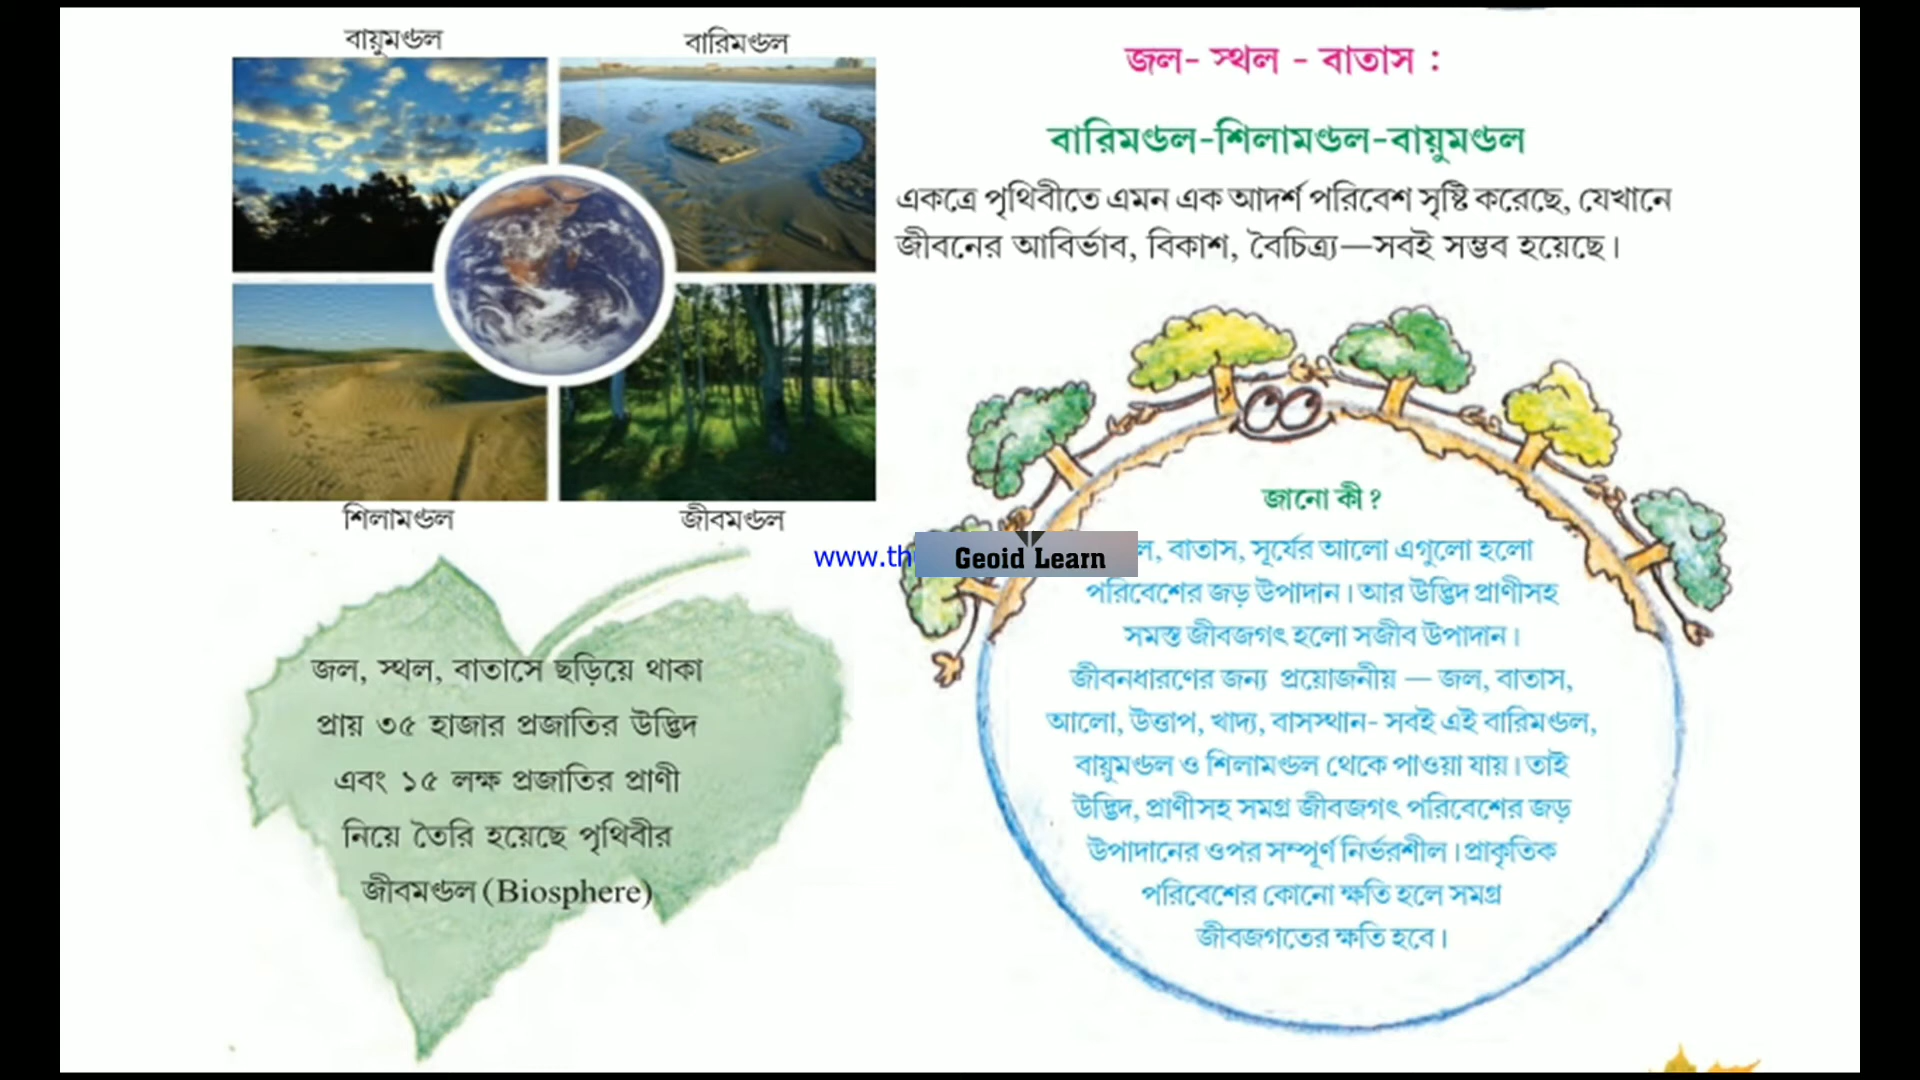 বায়ুমণ্ডল
বারিমণ্ডল
শিলামণ্ডল
জীবমণ্ডল
জল- স্থল - বাতাস :
বারিমণ্ডল-শিলামণ্ডল-বায়ুমণ্ডল
একত্রে পৃথিবীতে এমন এক আদর্শ পরিবেশ সৃষ্টি করেছে, যেখানে
জীবনের আবির্ভাব, বিকাশ, বৈচিত্র্য—সবই সম্ভব হয়েছে।
www.th
Geoid Learn
জল, স্থল, বাতাসে ছড়িয়ে থাকা
প্রায় ৩৫ হাজার প্রজাতির উদ্ভিদ
এবং ১৫ লক্ষ প্রজাতির প্রাণী
নিয়ে তৈরি হয়েছে পৃথিবীর
জীবমণ্ডল (Biosphere)
জানো কী ?
বাতাস, সূর্যের আলো এগুলো হলো
পরিবেশের জড় উপাদান। আর উদ্ভিদ প্রাণীসহ
সমস্ত জীবজগৎ হলো সজীব উপাদান।
জীবনধারণের জন্য প্রয়োজনীয় — জল, বাতাস,
আলো, উত্তাপ, খাদ্য, বাসস্থান- সবই এই বারিমণ্ডল,
বায়ুমণ্ডল ও শিলামণ্ডল থেকে পাওয়া যায়। তাই
উদ্ভিদ, প্রাণীসহ সমগ্র জীবজগৎ পরিবেশের জড়
উপাদানের ওপর সম্পূর্ণ নির্ভরশীল। প্রাকৃতিক
পরিবেশের কোনো ক্ষতি হলে সমগ্র
জীবজগতের ক্ষতি হবে।